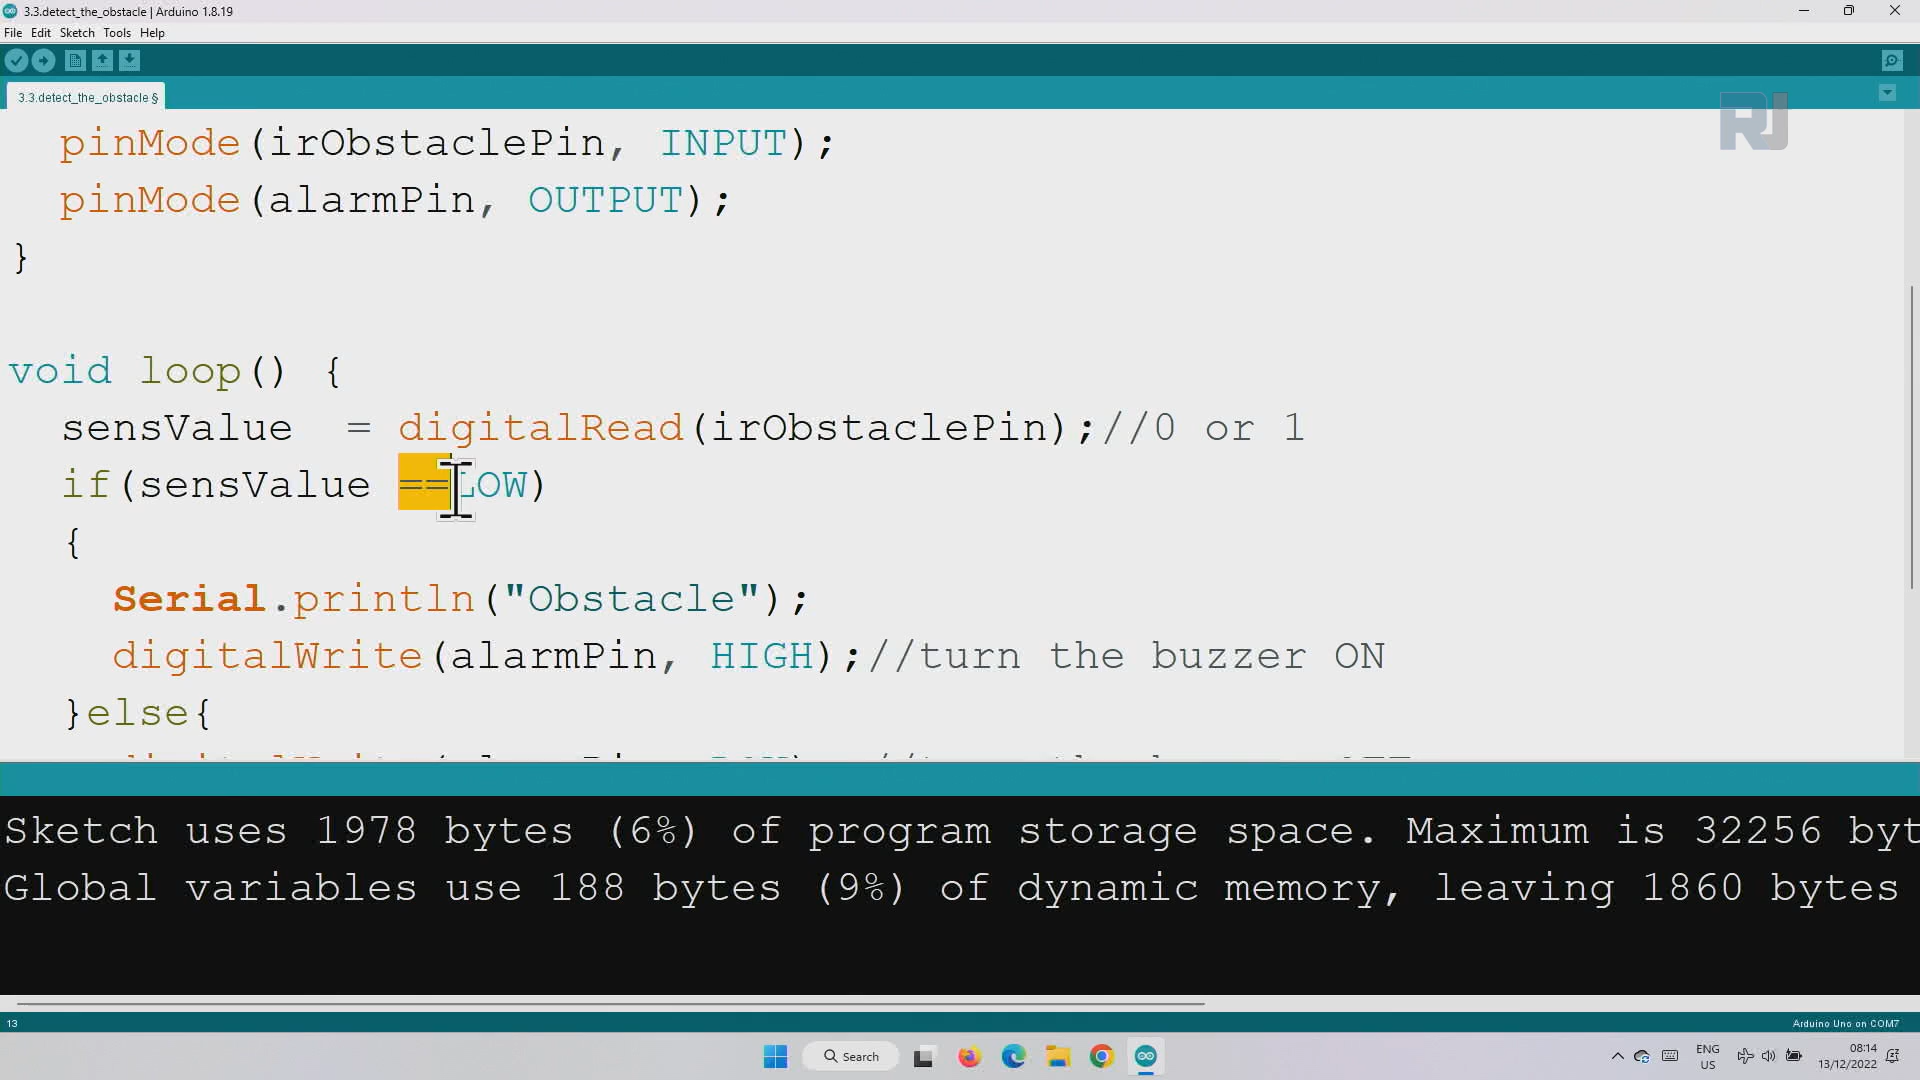 3.3.detect_the_obstacle | Arduino 1.8.19
File Edit Sketch Tools Help
3.3.detect_the_obstacle §
RJ
pinMode(irObstaclePin, INPUT);
pinMode(alarmPin, OUTPUT);
}
void loop() {
sensValue = digitalRead(irObstaclePin);//0 or 1
if(sensValue ==LOW)
{
Serial.println("Obstacle");
digitalWrite(alarmPin, HIGH);//turn the buzzer ON
}else{
Sketch uses 1978 bytes (6%) of program storage space. Maximum is 32256 byt
Global variables use 188 bytes (9%) of dynamic memory, leaving 1860 bytes
13
Arduino Uno on COM7
Search
ENG
US
08:14
13/12/2022